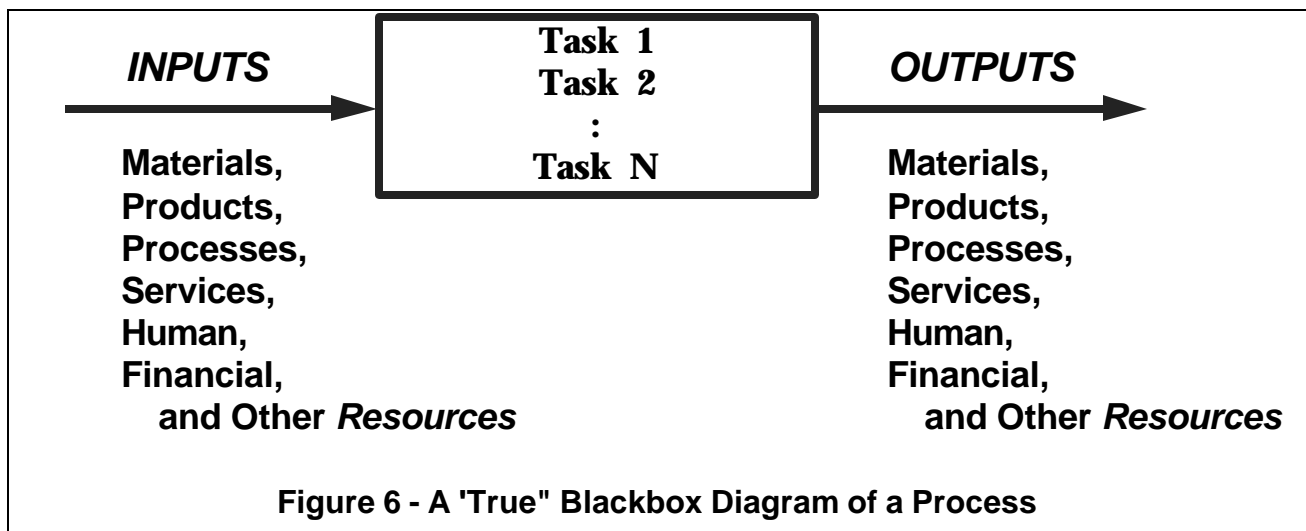 INPUTS
Materials,
Products,
Processes,
Services,
Human,
Financial,
and Other Resources
Task 1
Task 2
:
Task N
OUTPUTS
Materials,
Products,
Processes,
Services,
Human,
Financial,
and Other Resources
Figure 6 - A 'True" Blackbox Diagram of a Process